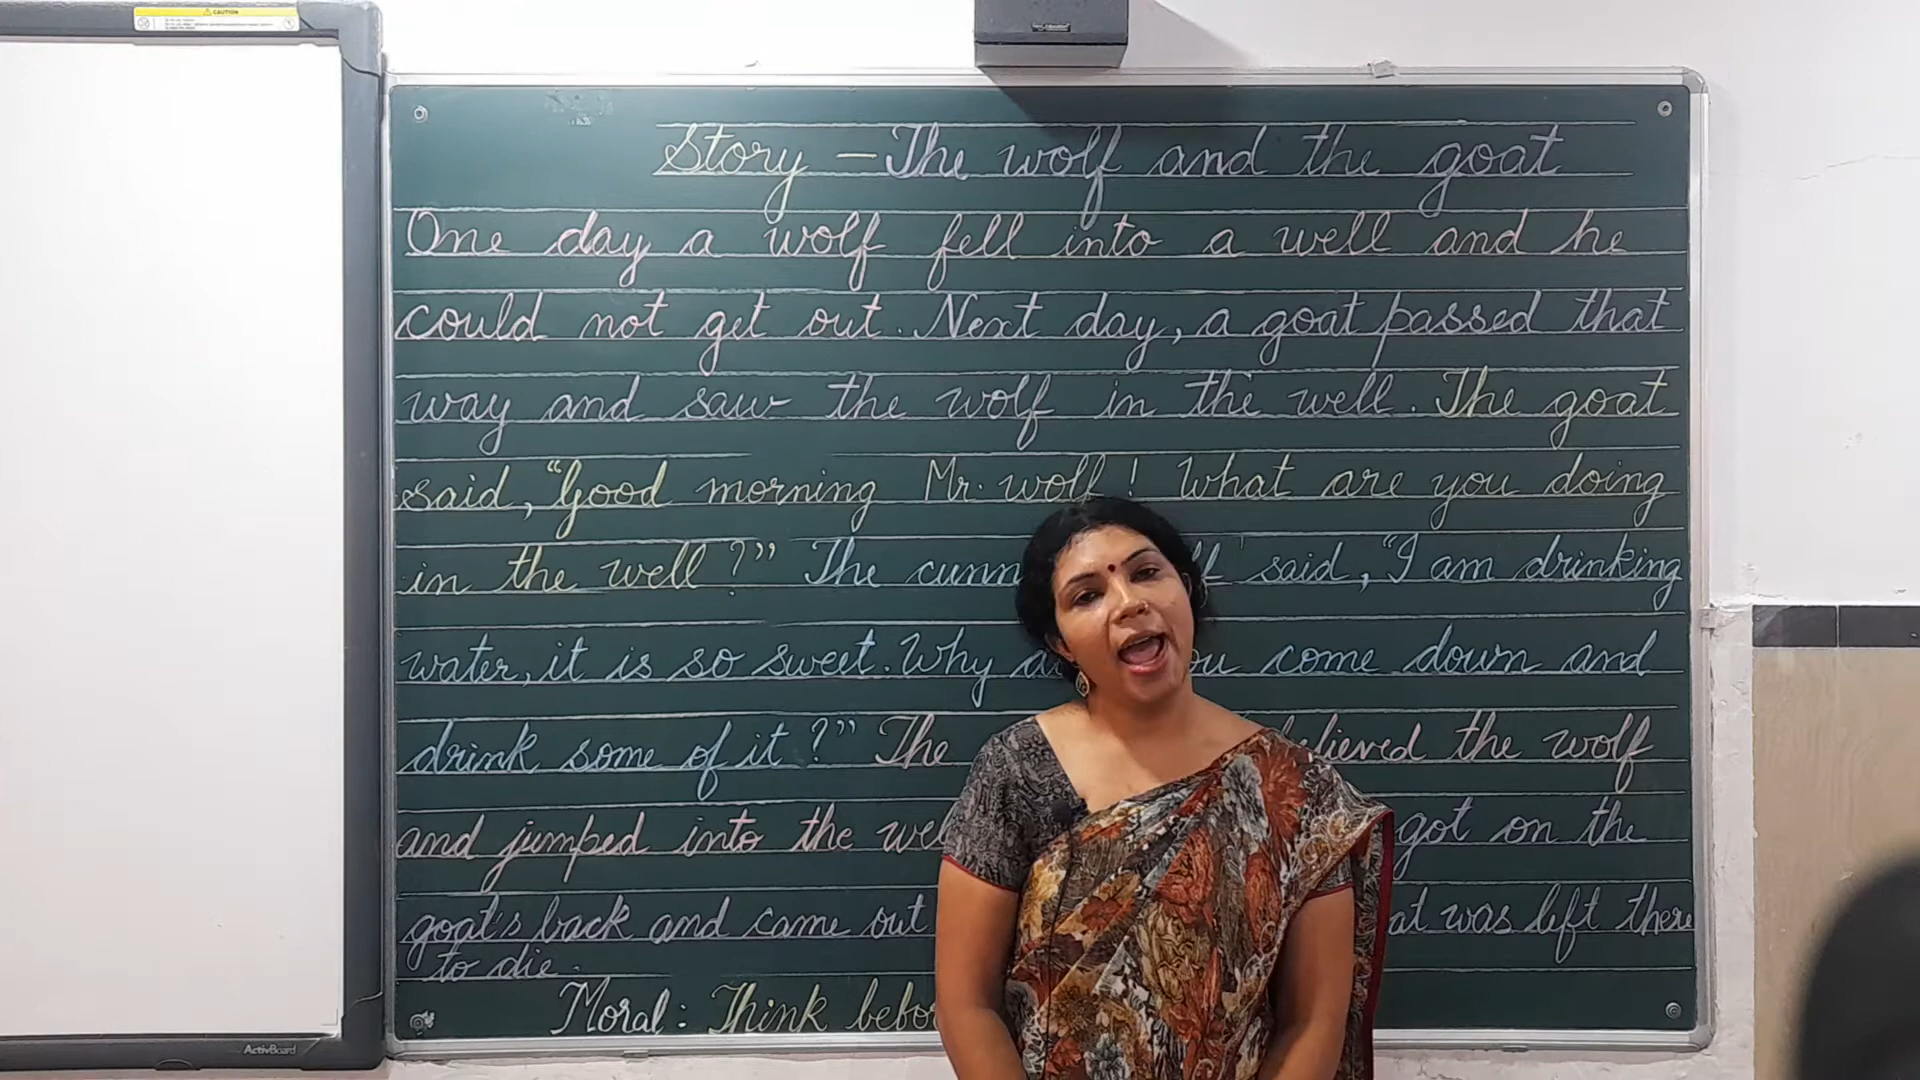 CAUTION
Story - The wolf and the goat
One day a wolf fell into a well and he
could not get out. Next day, a goat passed that
way and saw the wolf in the well. The goat
said, "Good morning Mr. wolf! What are you doing
in the well?" The said, "I am drinking
water, it is so sweet. Why come down and
drink some of it?" The the wolf
and jumped into the got on the
goat's back and came out was left there
to die.
Moral: Think
ActivBoard